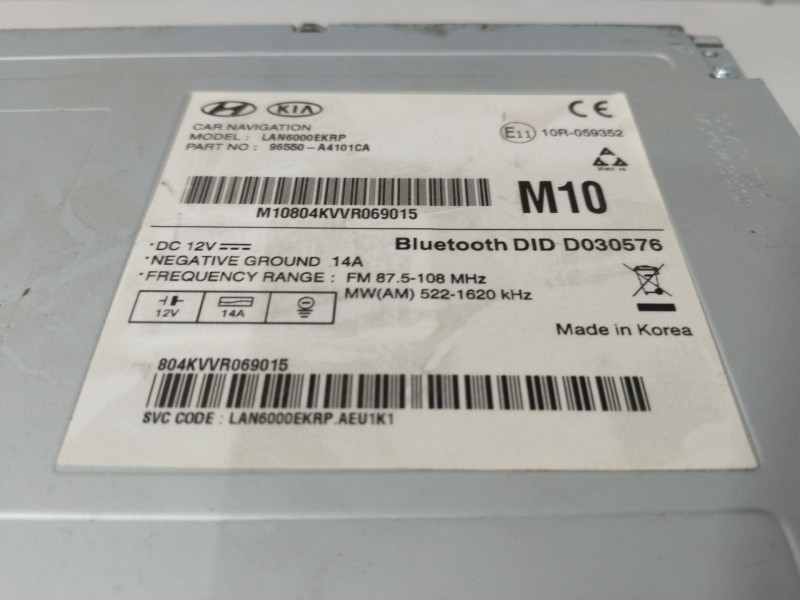 KIA
CE
CAR NAVIGATION
MODEL : LAN6000EKRP
PART NO : 96550-A4101CA
E11 10R-059352
M10804KVVR069015
M10
·DC 12V
·NEGATIVE GROUND 14A
·FREQUENCY RANGE : FM 87.5-108 MHz
MW(AM) 522-1620 kHz
Bluetooth DID D030576
12V 14A
Made in Korea
804KVVR069015
SVC CODE : LAN6000EKRP.AEU1K1